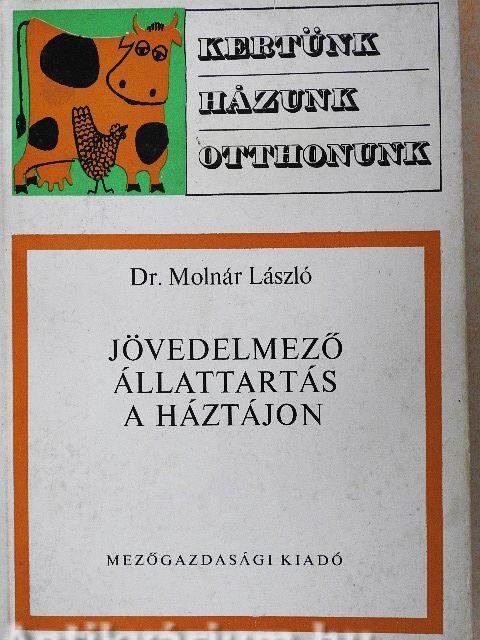 KERTÜNK
HÁZUNK
OTTHONUNK
Dr. Molnár László
JÖVEDELMEZŐ
ÁLLATTARTÁS
A HÁZTÁJON
MEZŐGAZDASÁGI KIADÓ